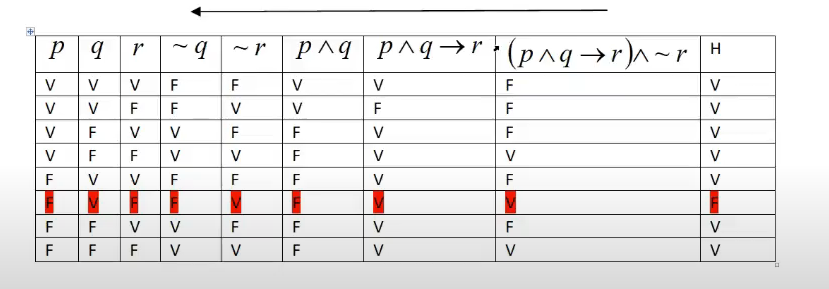 p q r ~q ~r p∧q p∧q→r (p∧q→r)∧~r H
V V V F F V V F V
V V F F V V F F V
V F V V F F V F V
V F F V V F V V V
F V V F F F V F V
F V F F V F V V F
F F V V F F V F V
F F F V V F V V V